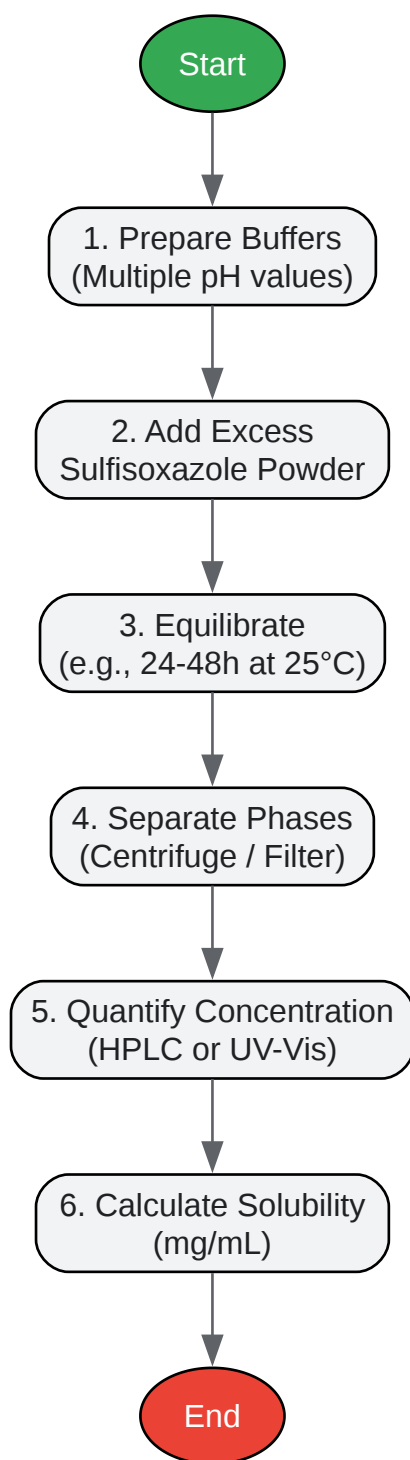 Start
1. Prepare Buffers
(Multiple pH values)
2. Add Excess
Sulfisoxazole Powder
3. Equilibrate
(e.g., 24-48h at 25°C)
4. Separate Phases
(Centrifuge / Filter)
5. Quantify Concentration
(HPLC or UV-Vis)
6. Calculate Solubility
(mg/mL)
End